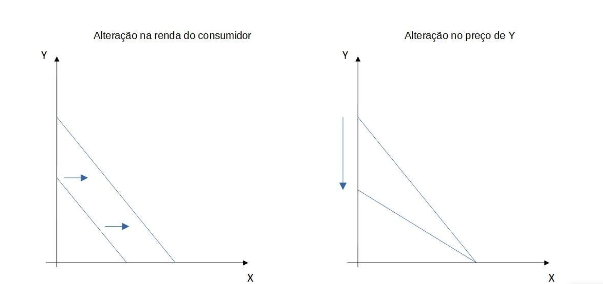 Alteração na renda do consumidor
Alteração no preço de Y
Y
Y
X
X